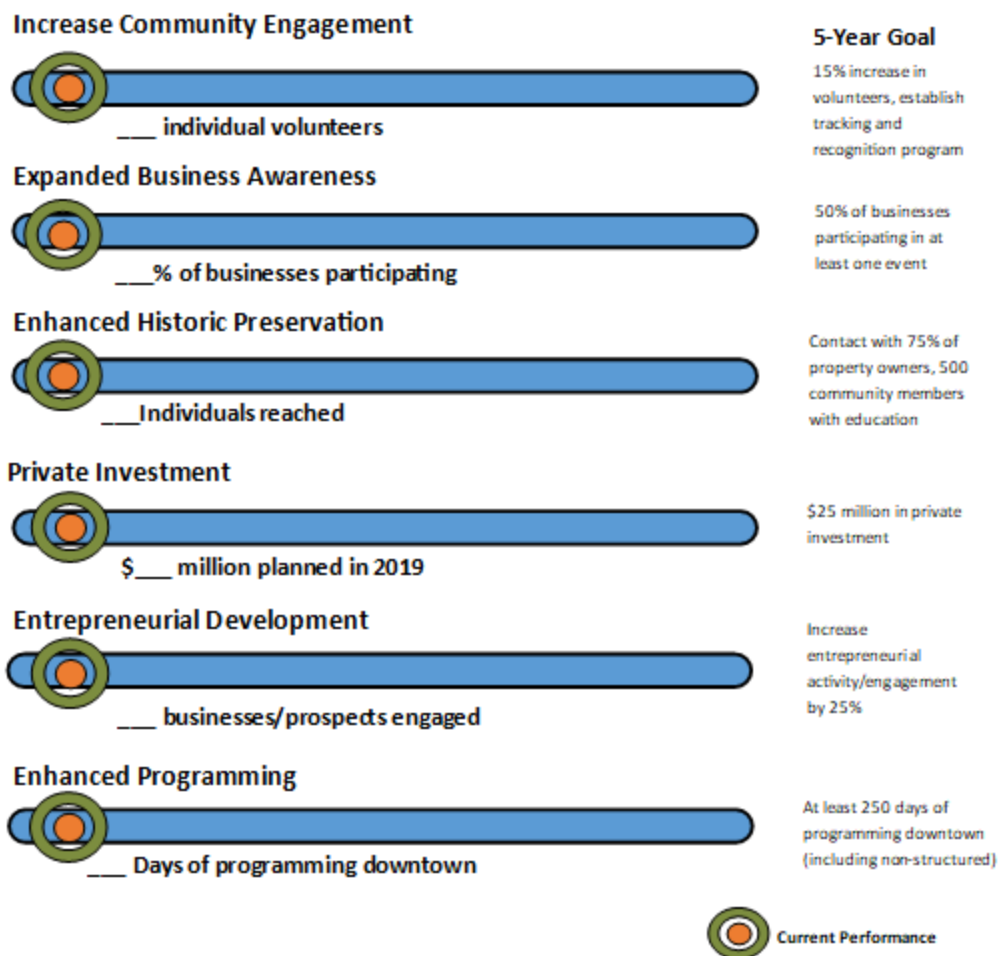 Increase Community Engagement
5-Year Goal
15% increase in
volunteers, establish
tracking and
recognition program
___ individual volunteers
Expanded Business Awareness
50% of businesses
participating in at
least one event
___% of businesses participating
Enhanced Historic Preservation
Contact with 75% of
property owners, 500
community members
with education
___Individuals reached
Private Investment
$25 million in private
investment
$___ million planned in 2019
Entrepreneurial Development
Increase
entrepreneurial
activity/engagement
by 25%
___ businesses/prospects engaged
Enhanced Programming
At least 250 days of
programming downtown
(including non-structured)
___ Days of programming downtown
Current Performance